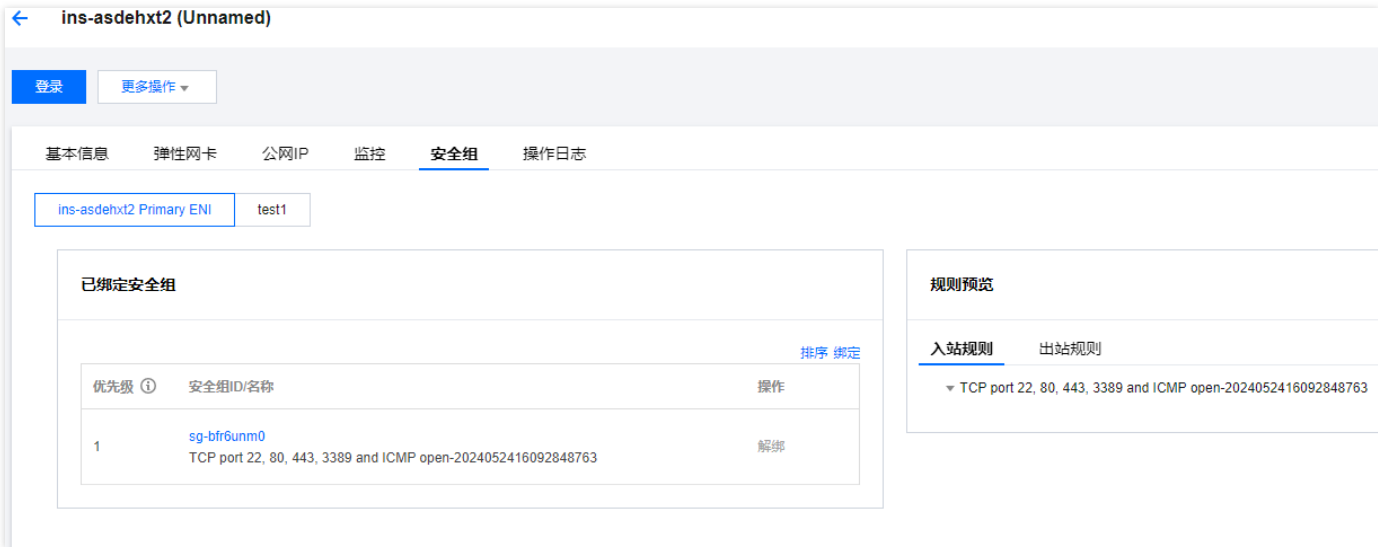 ins-asdehxt2 (Unnamed)
登录 更多操作
基本信息 弹性网卡 公网IP 监控 安全组 操作日志
ins-asdehxt2 Primary ENI test1
已绑定安全组
排序 绑定
优先级 安全组ID/名称 操作
1 sg-bfr6unm0 解绑
TCP port 22, 80, 443, 3389 and ICMP open-2024052416092848763
规则预览
入站规则 出站规则
TCP port 22, 80, 443, 3389 and ICMP open-2024052416092848763